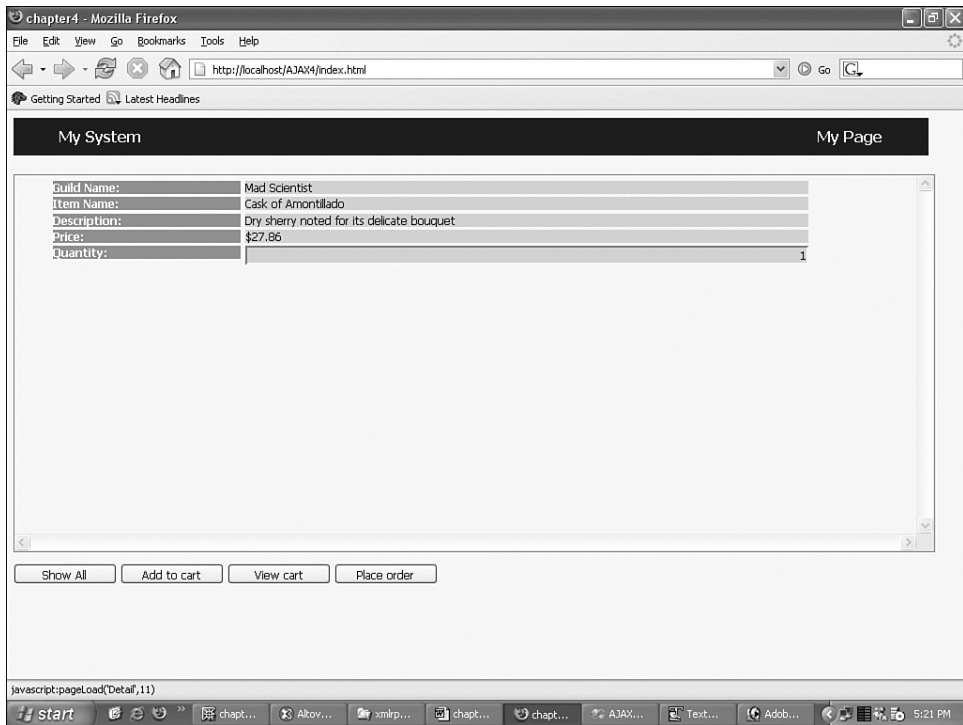 chapter4 - Mozilla Firefox
File Edit View Go Bookmarks Tools Help
http://localhost/AJAX4/index.html Go G
Getting Started Latest Headlines
My System My Page
Guild Name: Mad Scientist
Item Name: Cask of Amontillado
Description: Dry sherry noted for its delicate bouquet
Price: $27.86
Quantity: 1
Show All Add to cart View cart Place order
javascript:pageLoad('Detail',11)
start » chapt... Altov... xmlrp... chapt... chapt... AJAX... Text... Adob... 5:21 PM